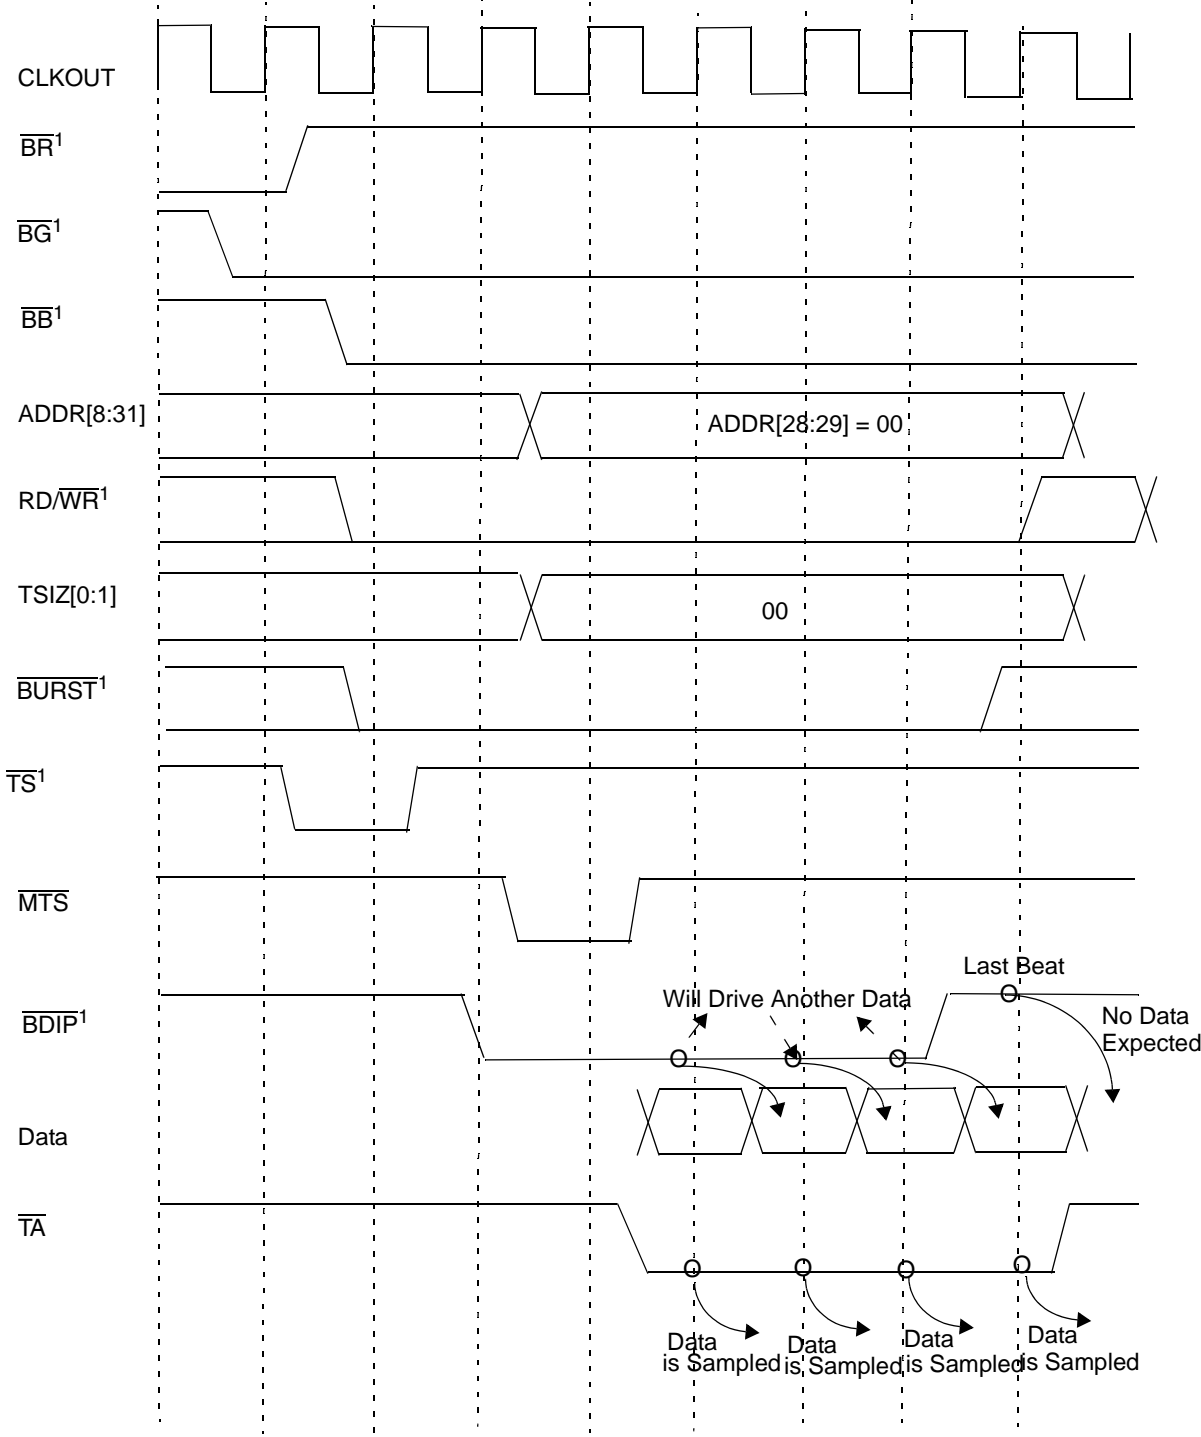 CLKOUT
BR¹
BG¹
BB¹
ADDR[8:31]
ADDR[28:29] = 00
RD/WR¹
TSIZ[0:1]
00
BURST¹
TS¹
MTS
Last Beat
Will Drive Another Data
BDIP¹
No Data
Expected
Data
TA
Data
is Sampled
Data
is Sampled
Data
is Sampled
Data
is Sampled